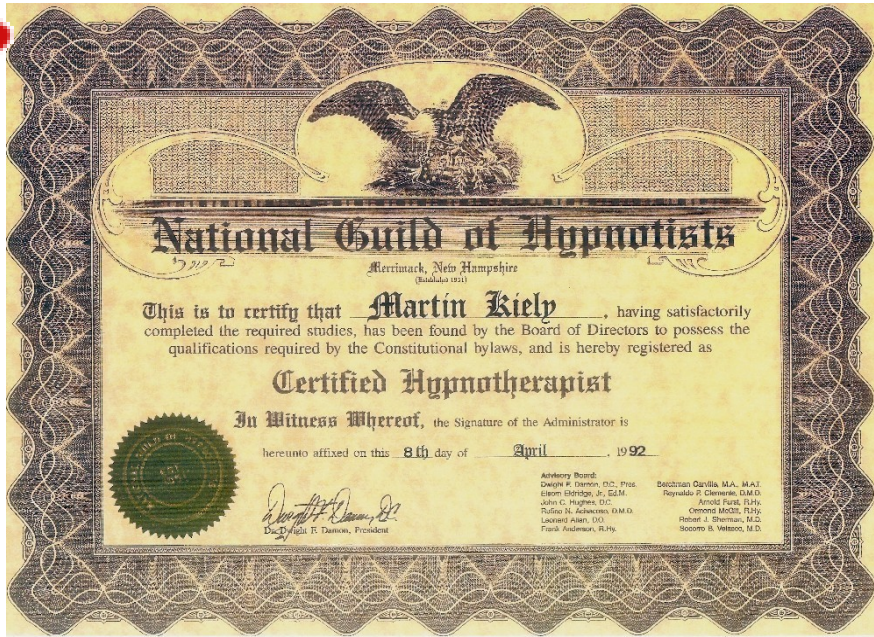 National Guild of Hypnotists
Merrimack, New Hampshire
(Established 1951)
This is to certify that Martin Kiely, having satisfactorily
completed the required studies, has been found by the Board of Directors to possess the
qualifications required by the Constitutional bylaws, and is hereby registered as
Certified Hypnotherapist
In Witness Whereof, the Signature of the Administrator is
hereunto affixed on this 8th day of April, 1992
Dr. Dwight F. Damon, President
Advisory Board:
Dwight F. Damon, D.C., Pres.
Elsom Eldridge, Jr., Ed.M.
John C. Hughes, D.C.
Rufino N. Achacoso, D.M.D.
Leonard Allen, D.O.
Frank Anderson, R.Hy.
Berchman Carville, M.A., M.A.T.
Reynaldo P. Clemente, D.M.D.
Arnold Furst, R.Hy.
Ormond McGill, R.Hy.
Robert J. Sherman, M.D.
Socorro B. Velasco, M.D.